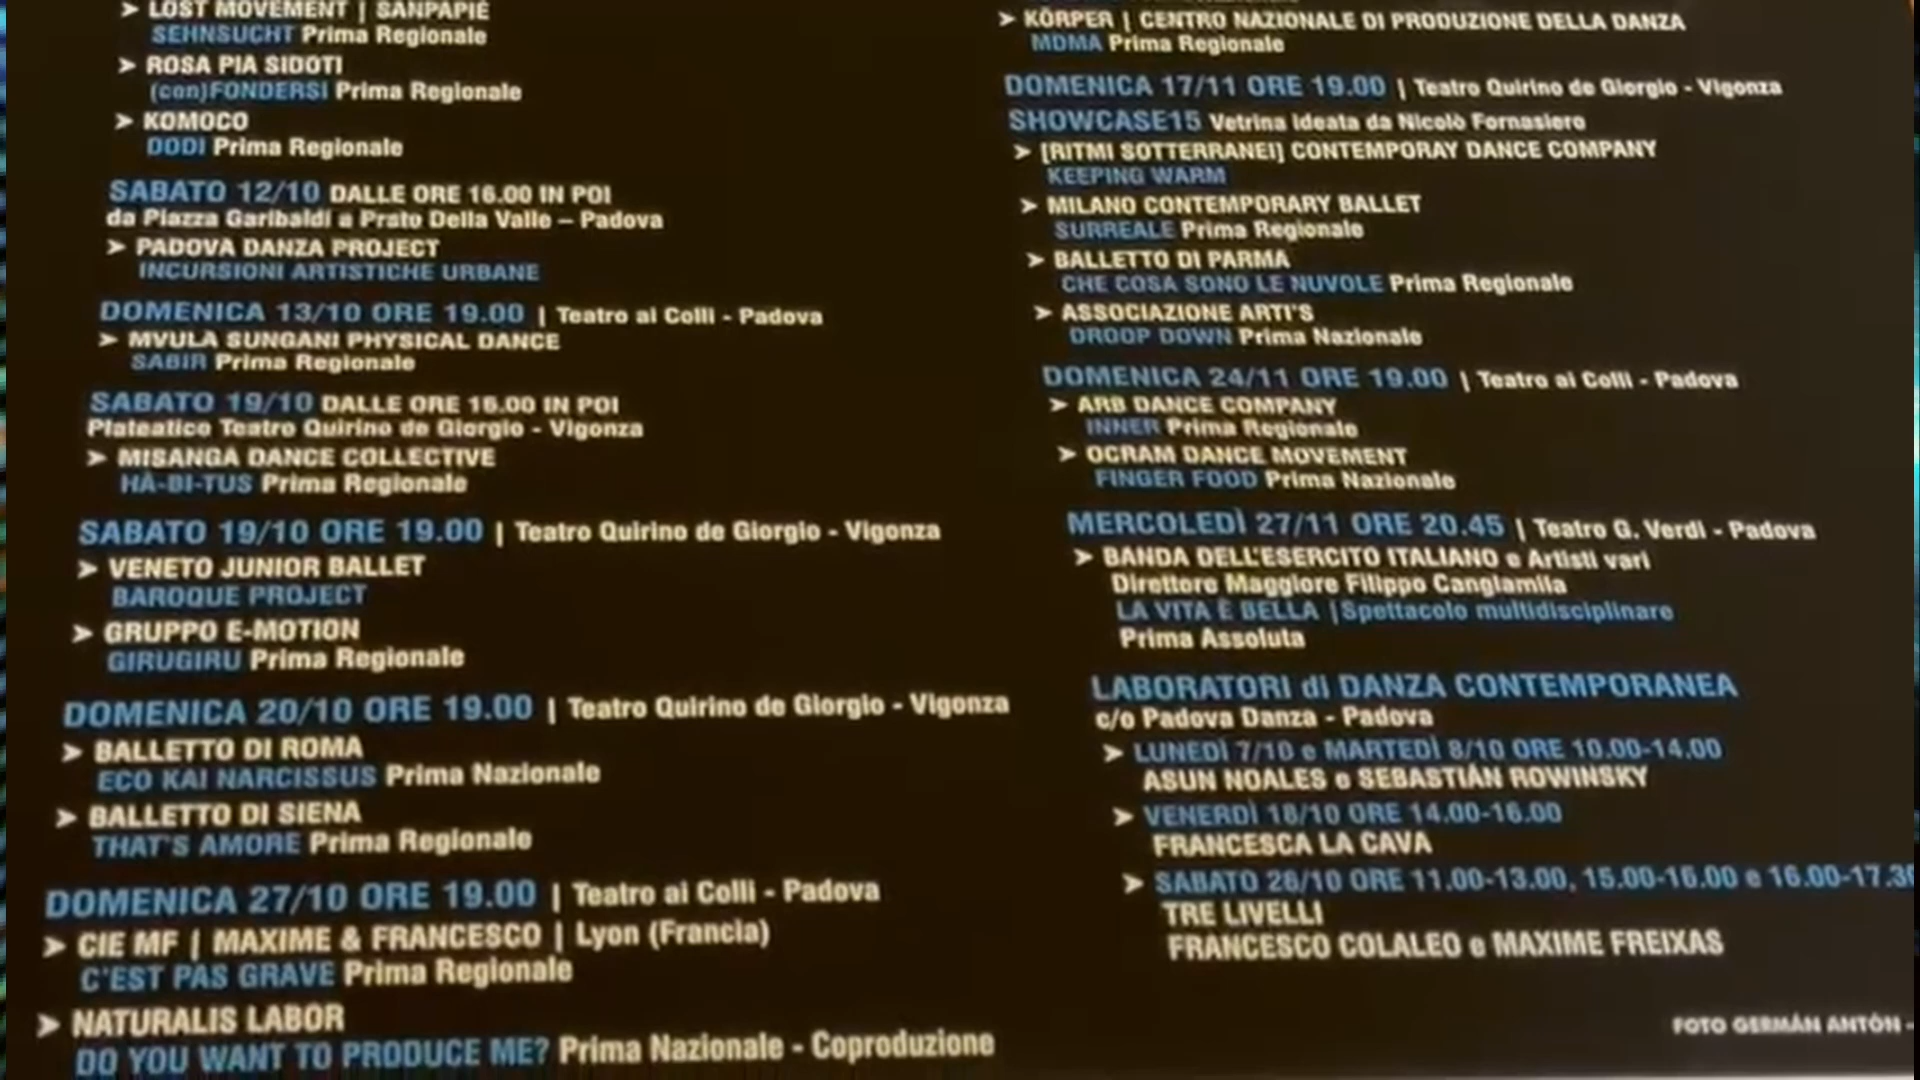 ➤ LOST MOVEMENT | SANPAPIÈ
SEHNSUCHT Prima Regionale
➤ ROSA PIA SIDOTI
(con)FONDERSI Prima Regionale
➤ KOMOCO
DODI Prima Regionale
SABATO 12/10 DALLE ORE 16.00 IN POI
da Piazza Garibaldi a Prato Della Valle – Padova
➤ PADOVA DANZA PROJECT
INCURSIONI ARTISTICHE URBANE
DOMENICA 13/10 ORE 19.00 | Teatro ai Colli - Padova
➤ MVULA SUNGANI PHYSICAL DANCE
SABIR Prima Regionale
SABATO 19/10 DALLE ORE 16.00 IN POI
Plateatico Teatro Quirino de Giorgio - Vigonza
➤ MISANGA DANCE COLLECTIVE
HÀ-BI-TUS Prima Regionale
SABATO 19/10 ORE 19.00 | Teatro Quirino de Giorgio - Vigonza
➤ VENETO JUNIOR BALLET
BAROQUE PROJECT
➤ GRUPPO E-MOTION
GIRUGIRU Prima Regionale
DOMENICA 20/10 ORE 19.00 | Teatro Quirino de Giorgio - Vigonza
➤ BALLETTO DI ROMA
ECO KAI NARCISSUS Prima Nazionale
➤ BALLETTO DI SIENA
THAT'S AMORE Prima Regionale
DOMENICA 27/10 ORE 19.00 | Teatro ai Colli - Padova
➤ CIE MF | MAXIME & FRANCESCO | Lyon (Francia)
C'EST PAS GRAVE Prima Regionale
➤ NATURALIS LABOR
DO YOU WANT TO PRODUCE ME? Prima Nazionale - Coproduzione
➤ KÖRPER | CENTRO NAZIONALE DI PRODUZIONE DELLA DANZA
MDMA Prima Regionale
DOMENICA 17/11 ORE 19.00 | Teatro Quirino de Giorgio - Vigonza
SHOWCASE15 Vetrina ideata da Nicolò Fornasiero
➤ [RITMI SOTTERRANEI] CONTEMPORAY DANCE COMPANY
KEEPING WARM
➤ MILANO CONTEMPORARY BALLET
SURREALE Prima Regionale
➤ BALLETTO DI PARMA
CHE COSA SONO LE NUVOLE Prima Regionale
➤ ASSOCIAZIONE ARTI'S
DROOP DOWN Prima Nazionale
DOMENICA 24/11 ORE 19.00 | Teatro ai Colli - Padova
➤ ARB DANCE COMPANY
INNER Prima Regionale
➤ OCRAM DANCE MOVEMENT
FINGER FOOD Prima Nazionale
MERCOLEDÌ 27/11 ORE 20.45 | Teatro G. Verdi - Padova
➤ BANDA DELL'ESERCITO ITALIANO e Artisti vari
Direttore Maggiore Filippo Cangiamila
LA VITA È BELLA | Spettacolo multidisciplinare
Prima Assoluta
LABORATORI di DANZA CONTEMPORANEA
c/o Padova Danza - Padova
➤ LUNEDÌ 7/10 e MARTEDÌ 8/10 ORE 10.00-14.00
ASUN NOALES e SEBASTIÁN ROWINSKY
➤ VENERDÌ 18/10 ORE 14.00-16.00
FRANCESCA LA CAVA
➤ SABATO 26/10 ORE 11.00-13.00, 15.00-16.00 e 16.00-17.30
TRE LIVELLI
FRANCESCO COLALEO e MAXIME FREIXAS
FOTO GERMÁN ANTÓN -